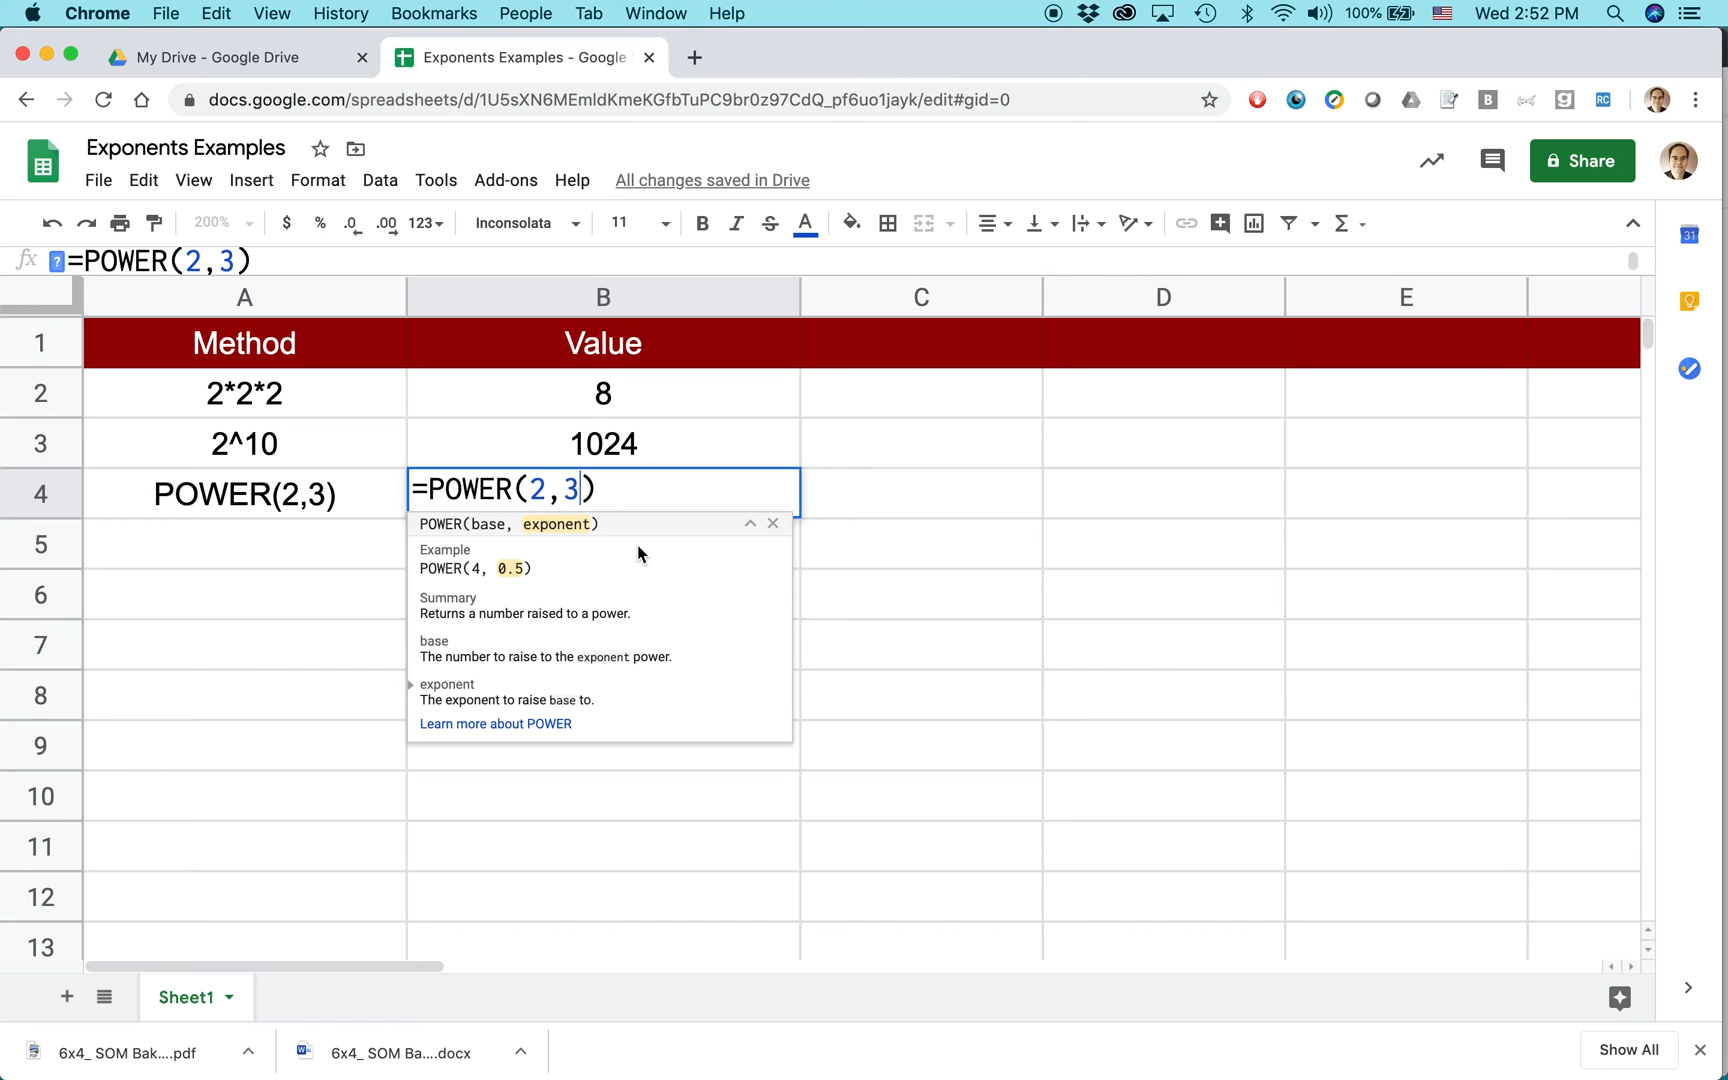 Chrome File Edit View History Bookmarks People Tab Window Help 100% Wed 2:52 PM
My Drive - Google Drive Exponents Examples - Google
docs.google.com/spreadsheets/d/1U5sXN6MEmldKmeKGfbTuPC9br0z97CdQ_pf6uo1jayk/edit#gid=0
Exponents Examples
Share
File Edit View Insert Format Data Tools Add-ons Help All changes saved in Drive
200% $ % .0 .00 123 Inconsolata 11 B I S A Σ
fx ? =POWER(2,3)
31
A B C D E
1 Method Value
2 2*2*2 8
3 2^10 1024
4 POWER(2,3) =POWER(2,3)
POWER(base, exponent)
5
Example
POWER(4, 0.5)
6
Summary
Returns a number raised to a power.
7
base
The number to raise to the exponent power.
8
exponent
The exponent to raise base to.
Learn more about POWER
9
10
11
12
13
+ Sheet1
6x4_ SOM Bak....pdf 6x4_ SOM Ba....docx Show All